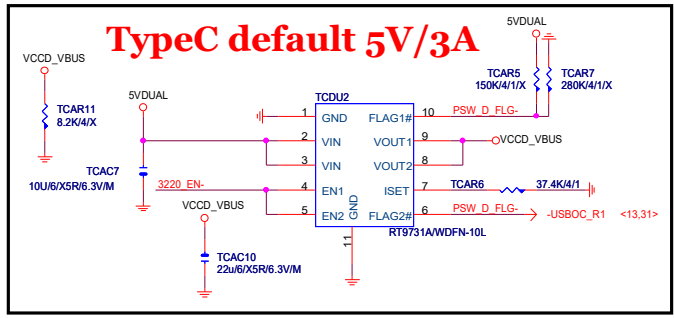 TypeC default 5V/3A
VCCD_VBUS
TCAR11
8.2K/4/X
5VDUAL
TCAC7
10U/6/X5R/6.3V/M
3220_EN-
VCCD_VBUS
TCAC10
22u/6/X5R/6.3V/M
TCDU2
1 GND FLAG1# 10 PSW_D_FLG-
2 VIN VOUT1 9 VCCD_VBUS
3 VIN VOUT2 8
4 EN1 ISET 7 TCAR6 37.4K/4/1
5 EN2 FLAG2# 6 PSW_D_FLG- -USBOC_R1 <13,31>
GND
11
RT9731A/WDFN-10L
5VDUAL
TCAR5
150K/4/1/X
TCAR7
280K/4/1/X